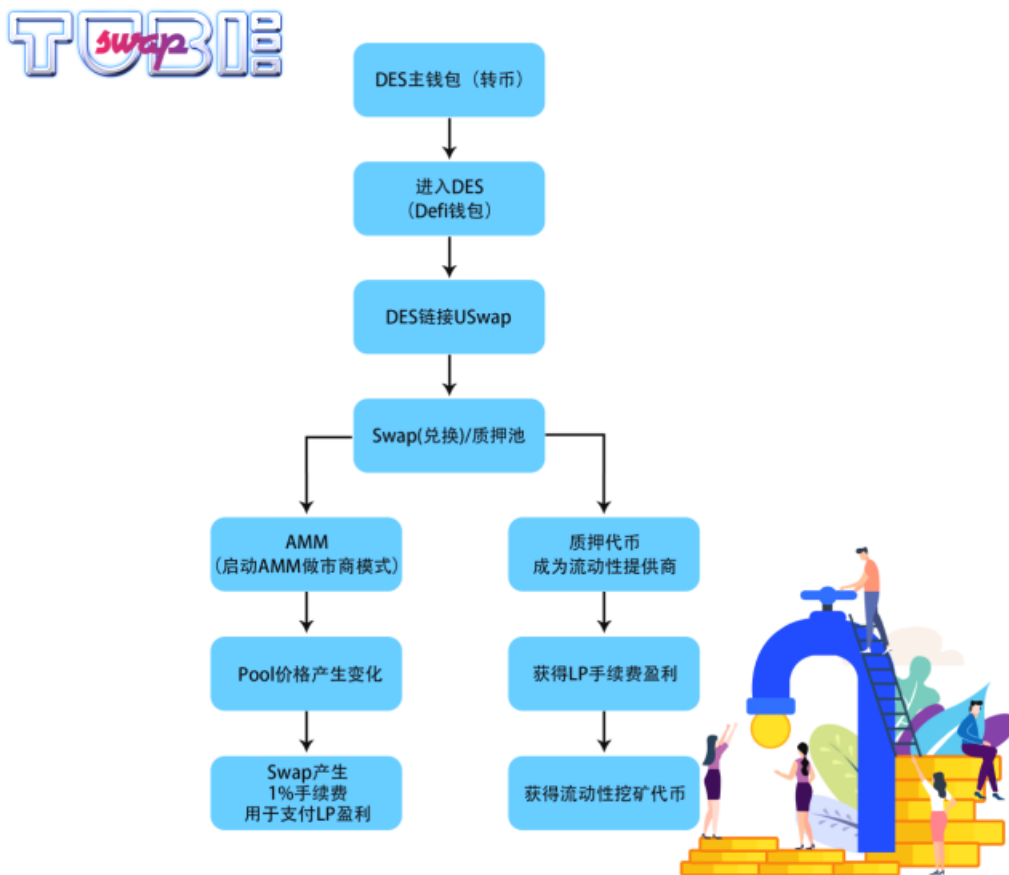 TUBI
swap
DES主钱包（转币）
进入DES
（Defi钱包）
DES链接USwap
Swap(兑换)/质押池
AMM
（启动AMM做市商模式）
质押代币
成为流动性提供商
Pool价格产生变化
获得LP手续费盈利
Swap产生
1%手续费
用于支付LP盈利
获得流动性挖矿代币